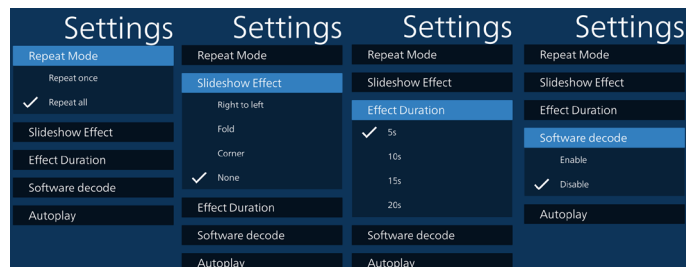 Settings
Repeat Mode
Repeat once
Repeat all
Slideshow Effect
Effect Duration
Software decode
Autoplay
Settings
Repeat Mode
Slideshow Effect
Right to left
Fold
Corner
None
Effect Duration
Software decode
Autoplay
Settings
Repeat Mode
Slideshow Effect
Effect Duration
5s
10s
15s
20s
Software decode
Autoplay
Settings
Repeat Mode
Slideshow Effect
Effect Duration
Software decode
Enable
Disable
Autoplay